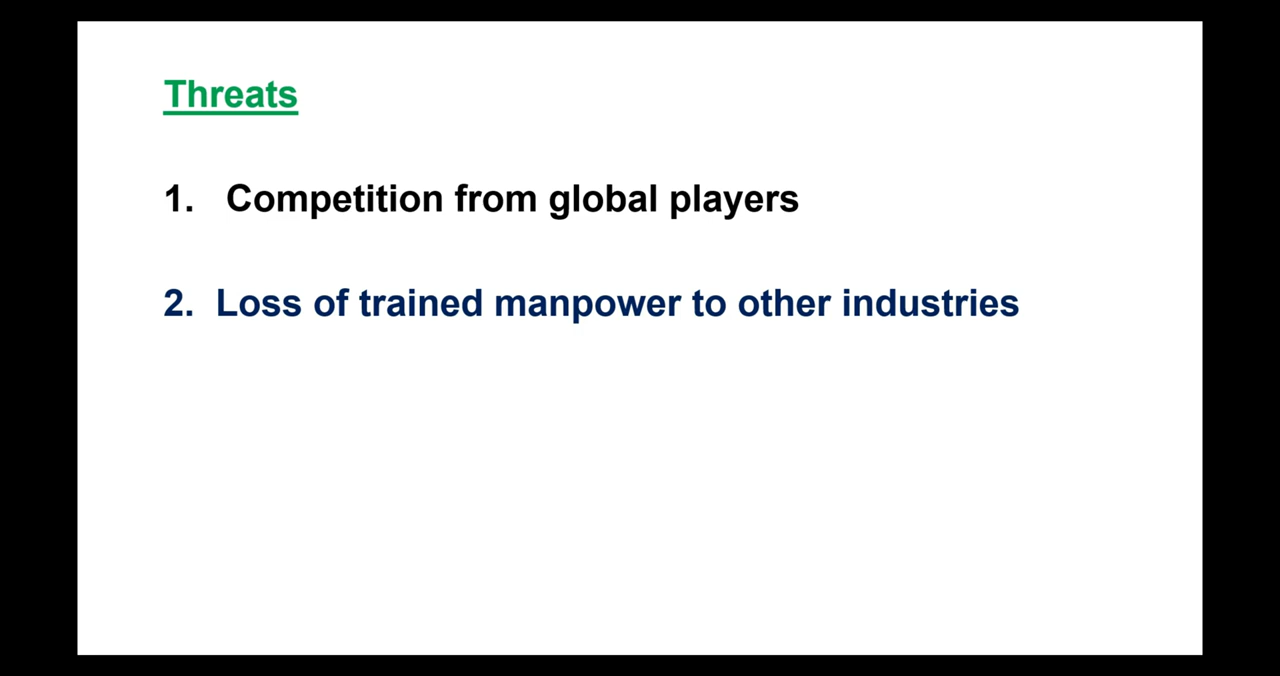 Threats
1. Competition from global players
2. Loss of trained manpower to other industries